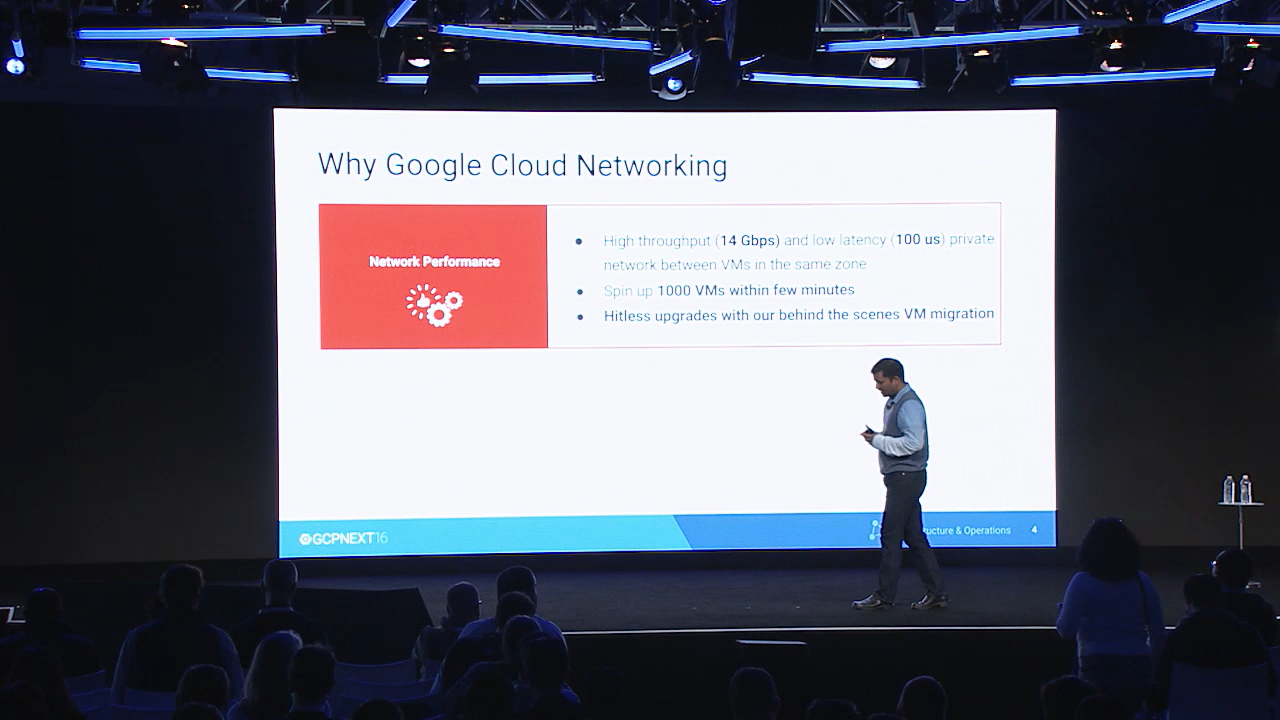 Why Google Cloud Networking
Network Performance
● High throughput (14 Gbps) and low latency (100 us) private
network between VMs in the same zone
● Spin up 1000 VMs within few minutes
● Hitless upgrades with our behind the scenes VM migration
GCPNEXT16
& Operations 4